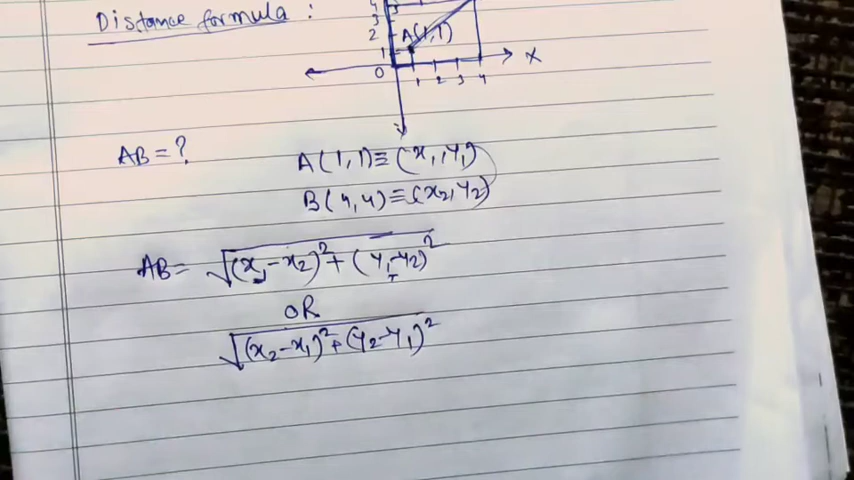 Distance formula :
4
3
2
1
A(1,1)
0
1 2 3 4
X
AB = ?
A(1,1) ≡ (x₁, y₁)
B(4,4) ≡ (x₂, y₂)
AB = √(x₁-x₂)² + (y₁-y₂)²
OR
√(x₂-x₁)² + (y₂-y₁)²